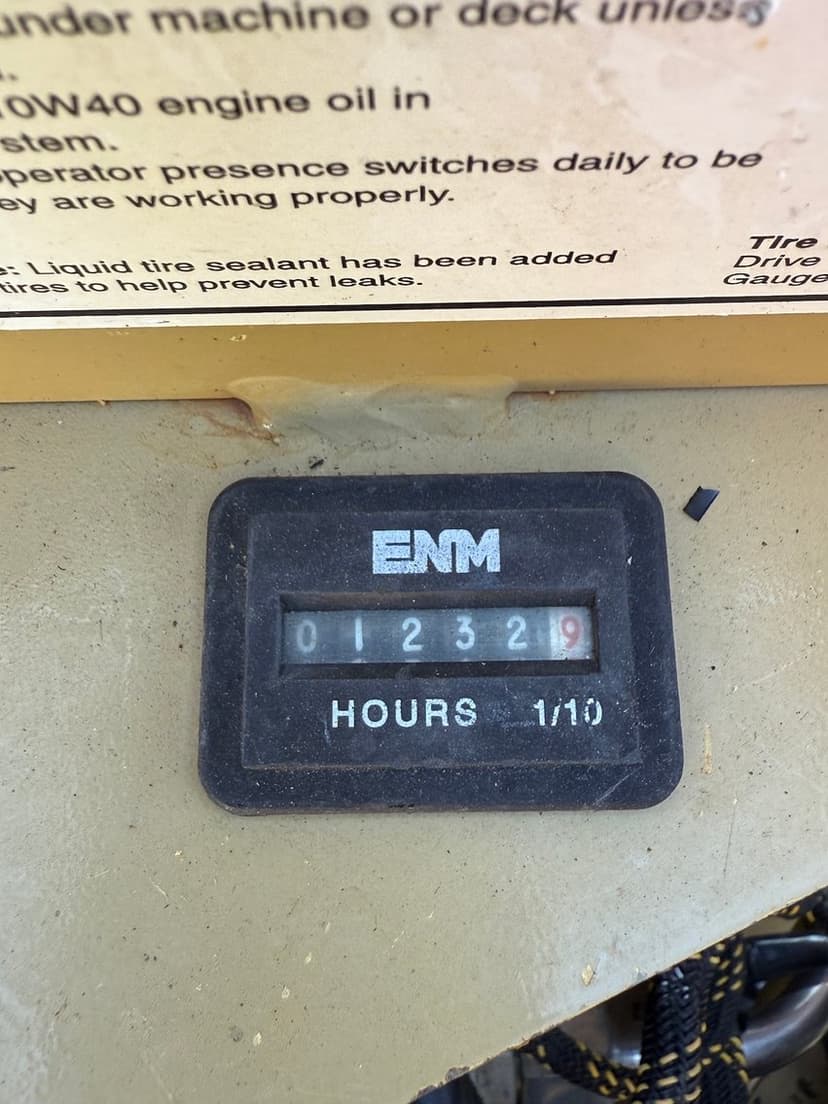 under machine or deck unless
10W40 engine oil in
stem.
operator presence switches daily to be
ey are working properly.
e: Liquid tire sealant has been added
tires to help prevent leaks.
Tire
Drive
Gauge
ENM
0 1 2 3 2 9
HOURS 1/10